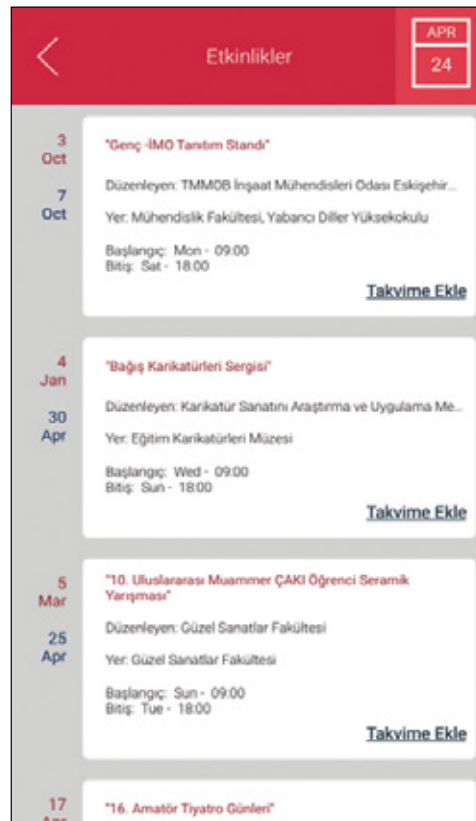 Etkinlikler
APR
24
3
Oct
7
Oct
"Genç -İMO Tanıtım Standı"
Düzenleyen: TMMOB İnşaat Mühendisleri Odası Eskişehir...
Yer: Mühendislik Fakültesi, Yabancı Diller Yüksekokulu
Başlangıç: Mon - 09:00
Bitiş: Sat - 18:00
Takvime Ekle
4
Jan
30
Apr
"Bağış Karikatürleri Sergisi"
Düzenleyen: Karikatür Sanatını Araştırma ve Uygulama Me...
Yer: Eğitim Karikatürleri Müzesi
Başlangıç: Wed - 09:00
Bitiş: Sun - 18:00
Takvime Ekle
5
Mar
25
Apr
"10. Uluslararası Muammer ÇAKI Öğrenci Seramik
Yarışması"
Düzenleyen: Güzel Sanatlar Fakültesi
Yer: Güzel Sanatlar Fakültesi
Başlangıç: Sun - 09:00
Bitiş: Tue - 18:00
Takvime Ekle
17
Apr
"16. Amatör Tiyatro Günleri"